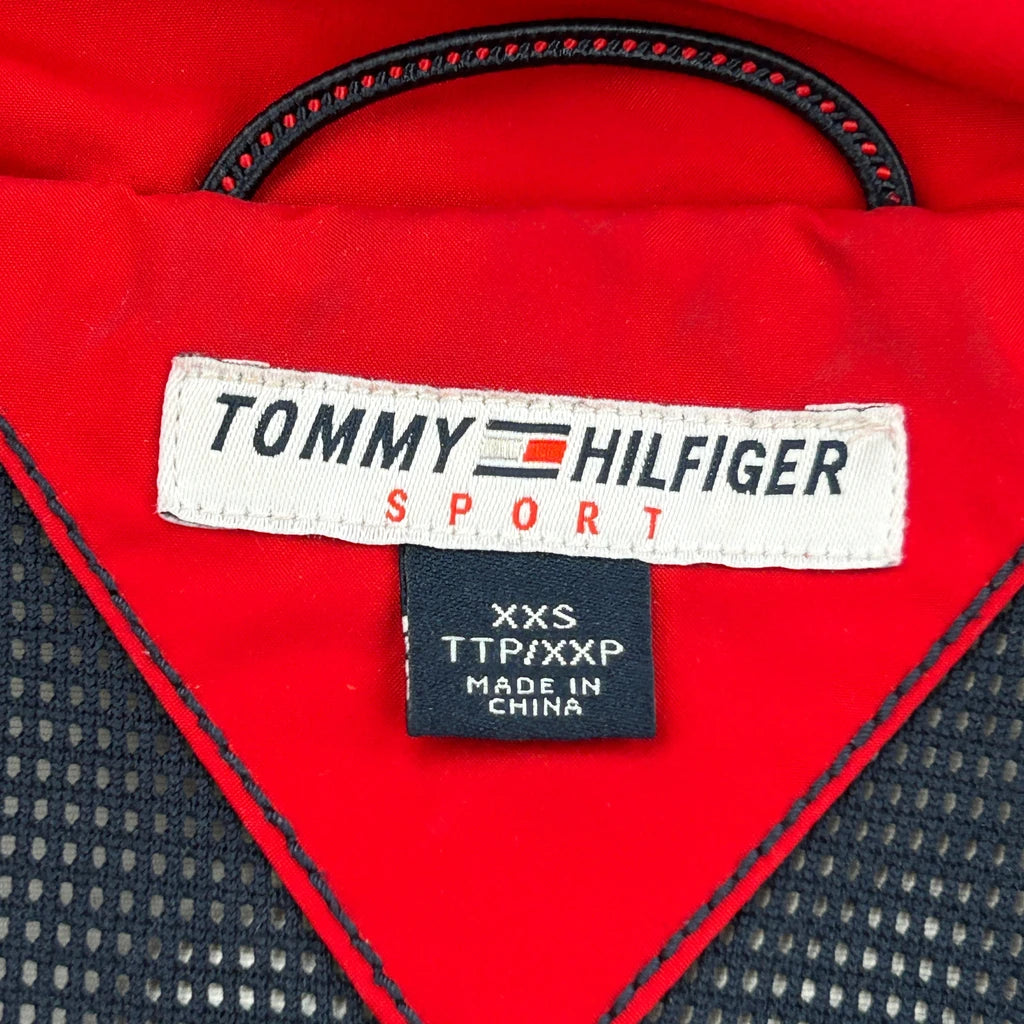 TOMMY HILFIGER
SPORT
XXS
TTP/XXP
MADE IN
CHINA